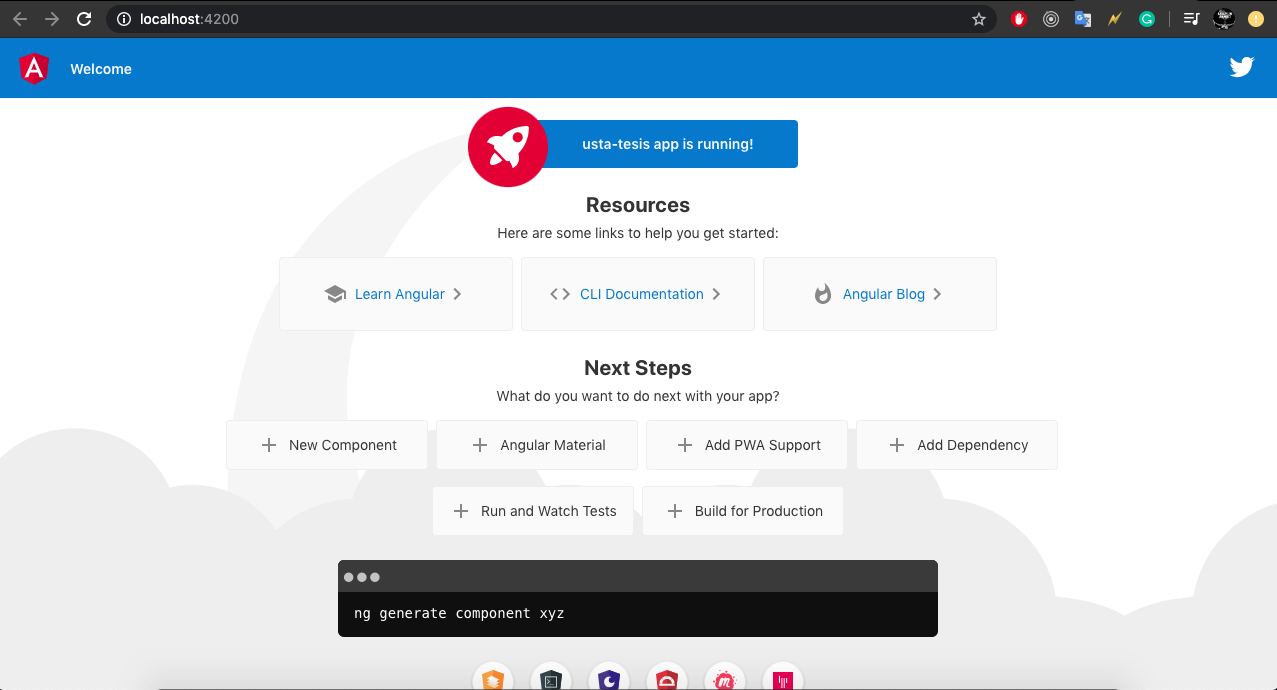 localhost:4200
Welcome
usta-tesis app is running!
Resources
Here are some links to help you get started:
Learn Angular
CLI Documentation
Angular Blog
Next Steps
What do you want to do next with your app?
New Component
Angular Material
Add PWA Support
Add Dependency
Run and Watch Tests
Build for Production
ng generate component xyz